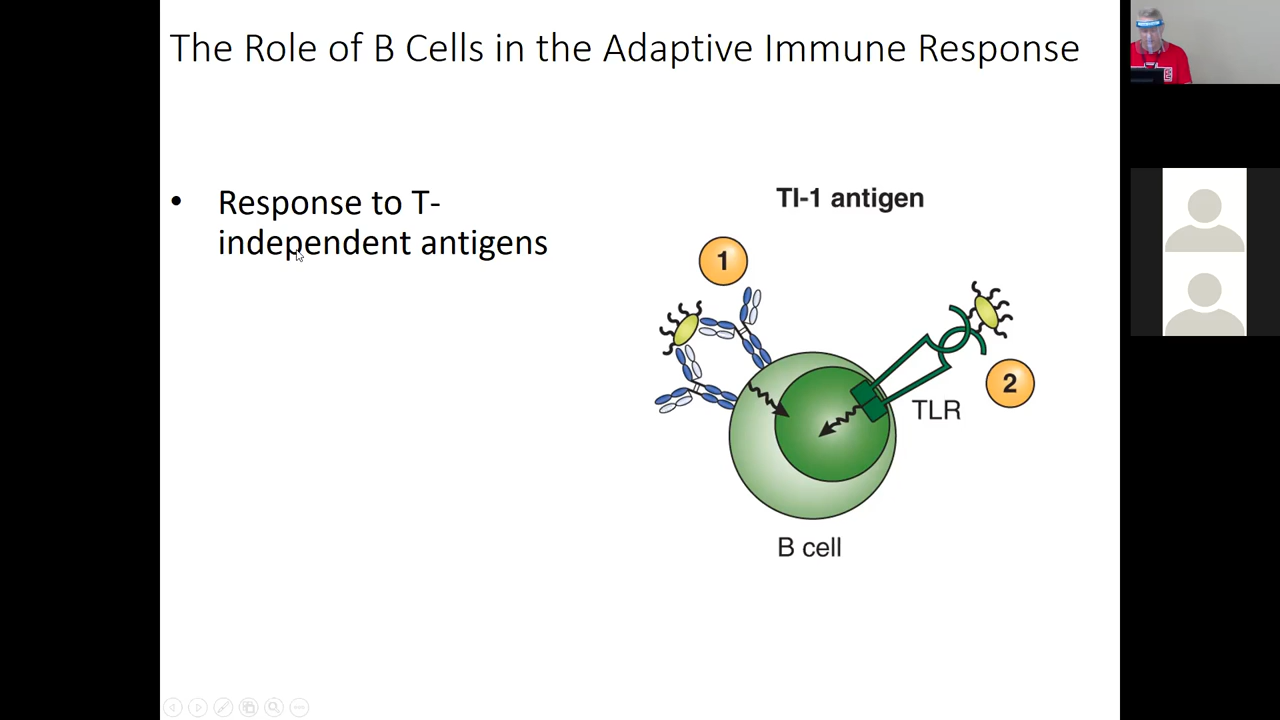 The Role of B Cells in the Adaptive Immune Response
• Response to T-
independent antigens
TI-1 antigen
1
2
TLR
B cell